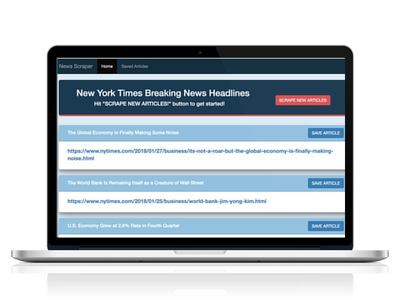 News Scraper Home Saved Articles
New York Times Breaking News Headlines
Hit "SCRAPE NEW ARTICLES!" button to get started!
SCRAPE NEW ARTICLES
The Global Economy Is Finally Making Some Noise
SAVE ARTICLE
https://www.nytimes.com/2018/01/27/business/its-not-a-roar-but-the-global-economy-is-finally-making-
noise.html
The World Bank Is Remaking Itself as a Creature of Wall Street
SAVE ARTICLE
https://www.nytimes.com/2018/01/25/business/world-bank-jim-yong-kim.html
U.S. Economy Grew at 2.6% Rate in Fourth Quarter
SAVE ARTICLE